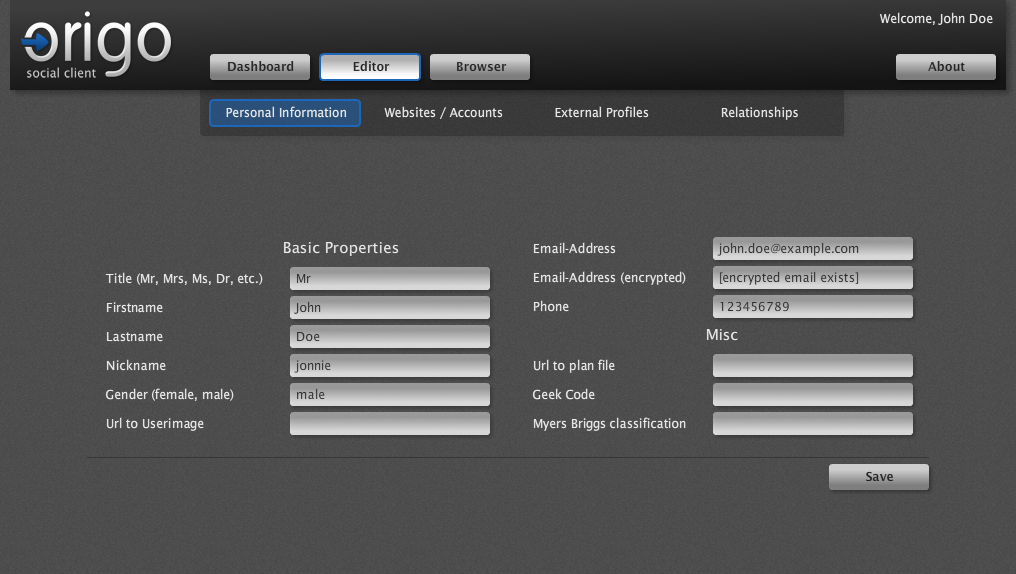 Welcome, John Doe
origo
social client
Dashboard
Editor
Browser
About
Personal Information
Websites / Accounts
External Profiles
Relationships
Basic Properties
Title (Mr, Mrs, Ms, Dr, etc.) Mr
Firstname John
Lastname Doe
Nickname jonnie
Gender (female, male) male
Url to Userimage
Email-Address john.doe@example.com
Email-Address (encrypted) [encrypted email exists]
Phone 123456789
Misc
Url to plan file
Geek Code
Myers Briggs classification
Save